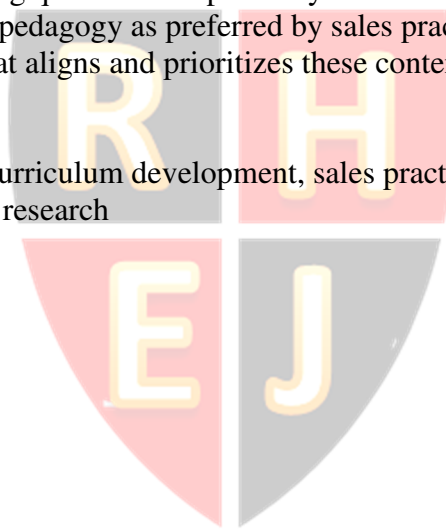 pedagogy as preferred by sales prac
at aligns and prioritizes these conte
R H
urriculum development, sales pract
research
E J